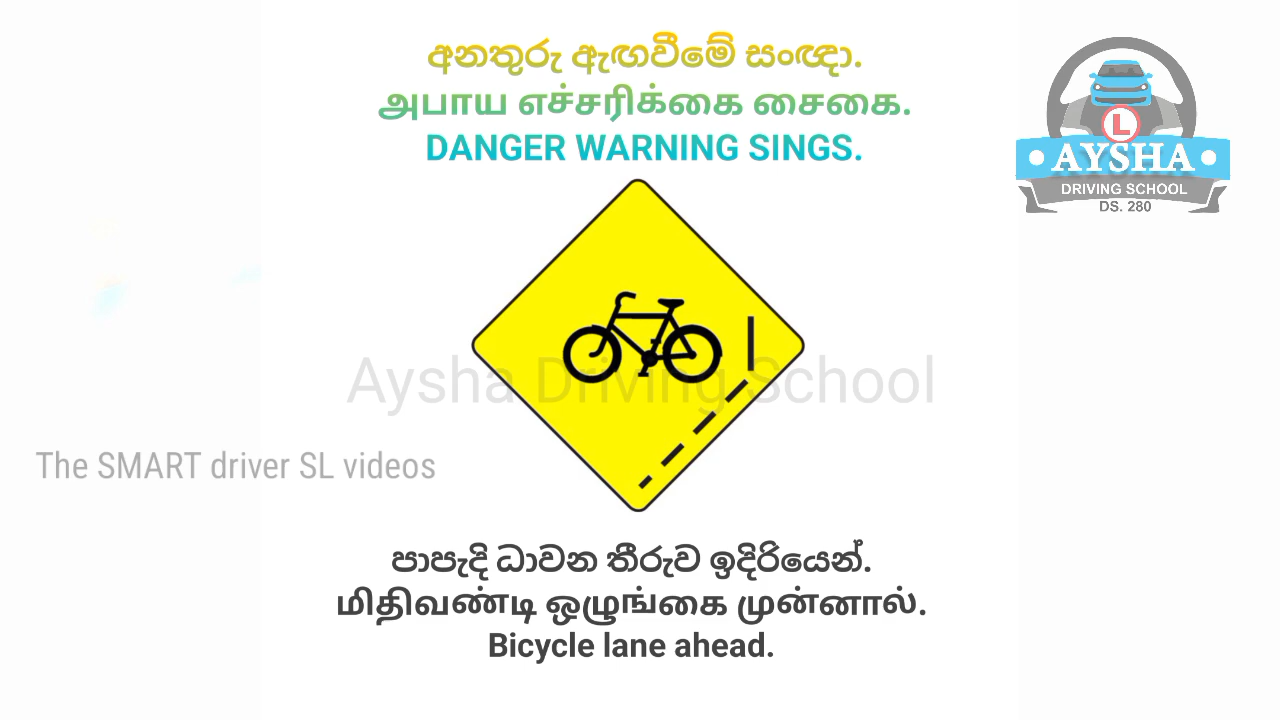 අනතුරු ඇඟවීමේ සංඥා.
அபாய எச்சரிக்கை சைகை.
DANGER WARNING SINGS.
L
AYSHA
DRIVING SCHOOL
DS. 280
Aysha Driving School
The SMART driver SL videos
පාපැදි ධාවන තීරුව ඉදිරියෙන්.
மிதிவண்டி ஒழுங்கை முன்னால்.
Bicycle lane ahead.